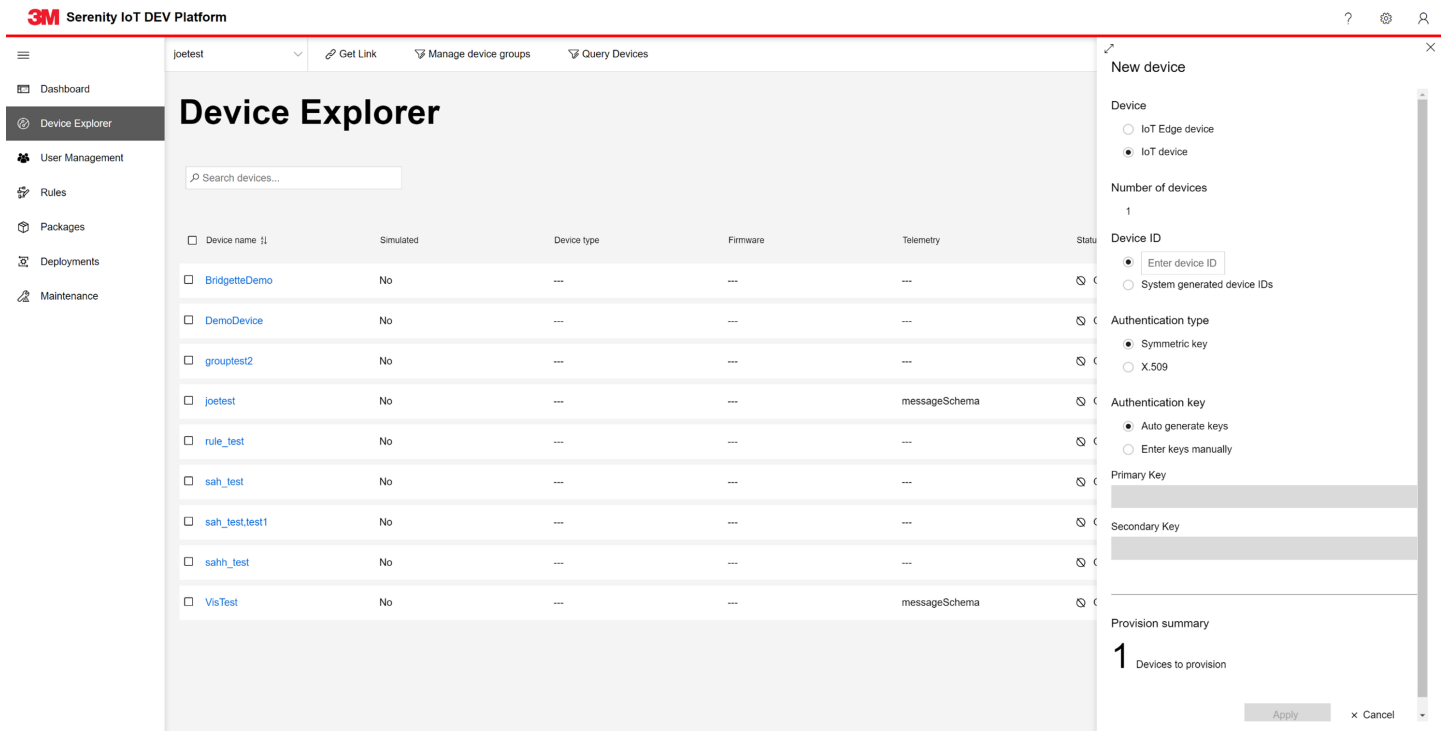 3M Serenity IoT DEV Platform
joetest
Get Link
Manage device groups
Query Devices
Dashboard
Device Explorer
User Management
Rules
Packages
Deployments
Maintenance
Device Explorer
Search devices...
Device name Simulated Device type Firmware Telemetry
BridgetteDemo No --- --- ---
DemoDevice No --- --- ---
grouptest2 No --- --- ---
joetest No --- --- messageSchema
rule_test No --- --- ---
sah_test No --- --- ---
sah_test,test1 No --- --- ---
sahh_test No --- --- ---
VisTest No --- --- messageSchema
New device
Device
IoT Edge device
IoT device
Number of devices
1
Device ID
Enter device ID
System generated device IDs
Authentication type
Symmetric key
X.509
Authentication key
Auto generate keys
Enter keys manually
Primary Key
Secondary Key
Provision summary
1 Devices to provision
Apply
Cancel